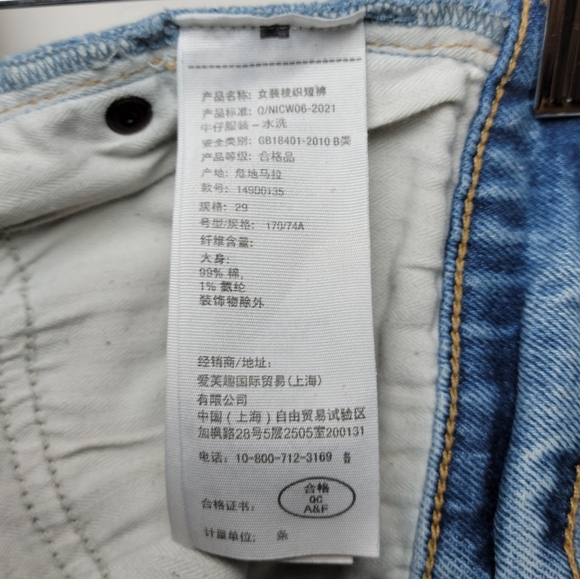 产品名称: 女装梭织短裤
产品标准: Q/NICW06-2021
牛仔服装-水洗
安全类别: GB18401-2010 B类
产品等级: 合格品
产地: 危地马拉
款号: 149D0135
规格: 29
号型/规格: 170/74A
纤维含量:
大身:
99% 棉,
1% 氨纶
装饰物除外
经销商/地址:
爱芙趣国际贸易(上海)
有限公司
中国(上海)自由贸易试验区
加枫路28号5层2505室200131
电话: 10-800-712-3169
合格证书:
合格
QC
A&F
计量单位: 条